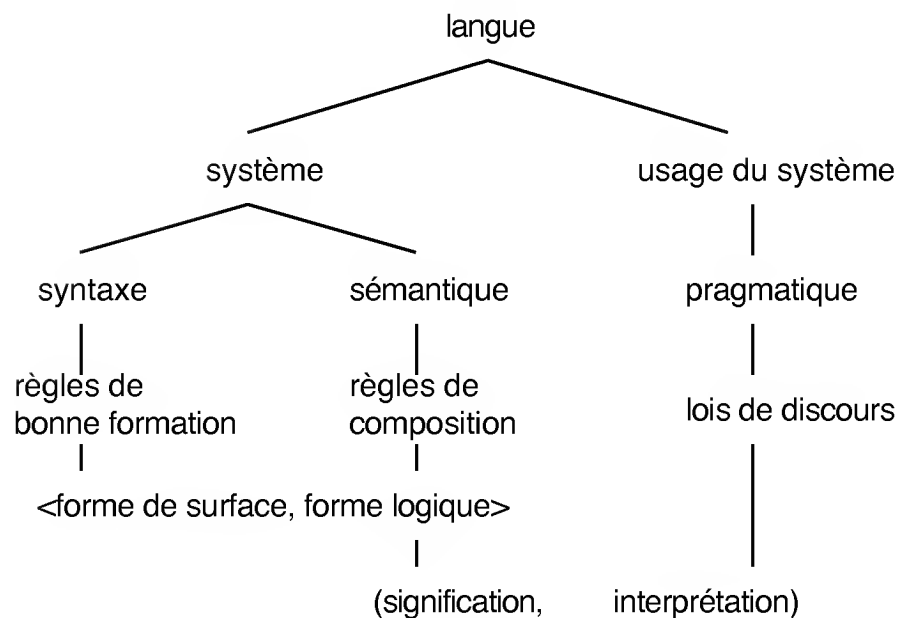 langue
système usage du système
syntaxe sémantique pragmatique
règles de
bonne formation
règles de
composition
lois de discours
<forme de surface, forme logique>
(signification, interprétation)